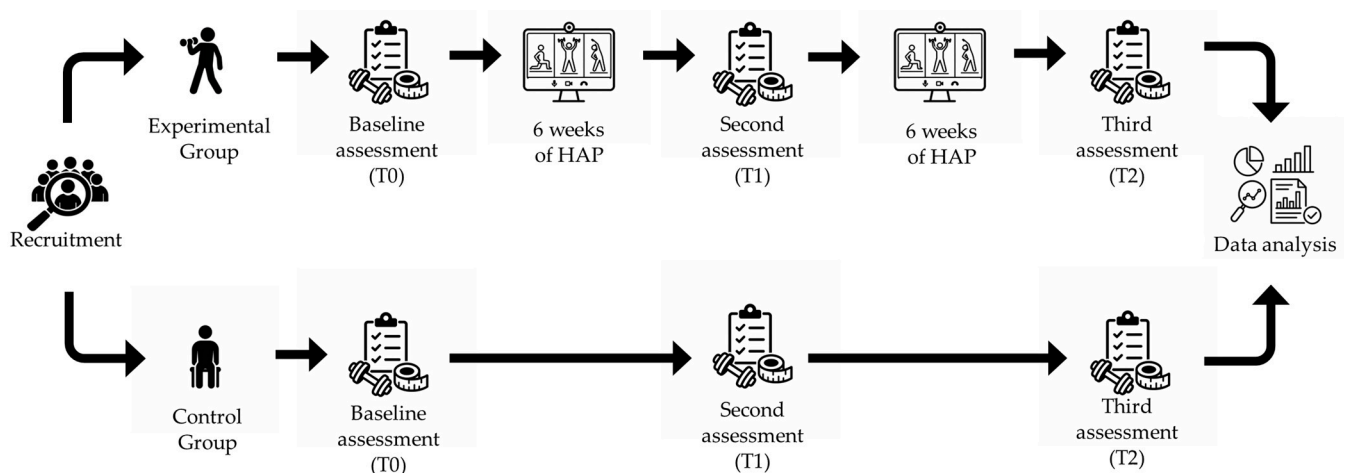 Experimental
Group
Baseline
assessment
(T0)
6 weeks
of HAP
Second
assessment
(T1)
6 weeks
of HAP
Third
assessment
(T2)
Recruitment
Data analysis
Control
Group
Baseline
assessment
(T0)
Second
assessment
(T1)
Third
assessment
(T2)